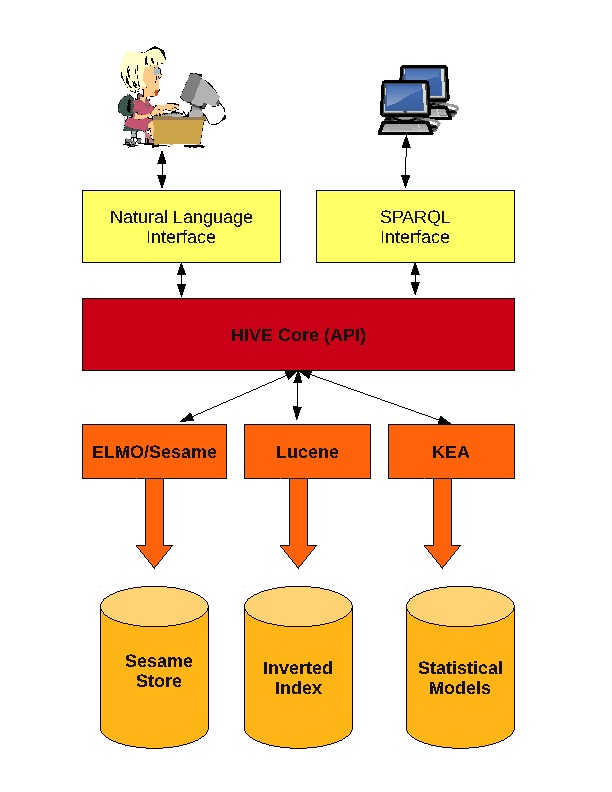 Natural Language
Interface
SPARQL
Interface
HIVE Core (API)
ELMO/Sesame
Lucene
KEA
Sesame
Store
Inverted
Index
Statistical
Models